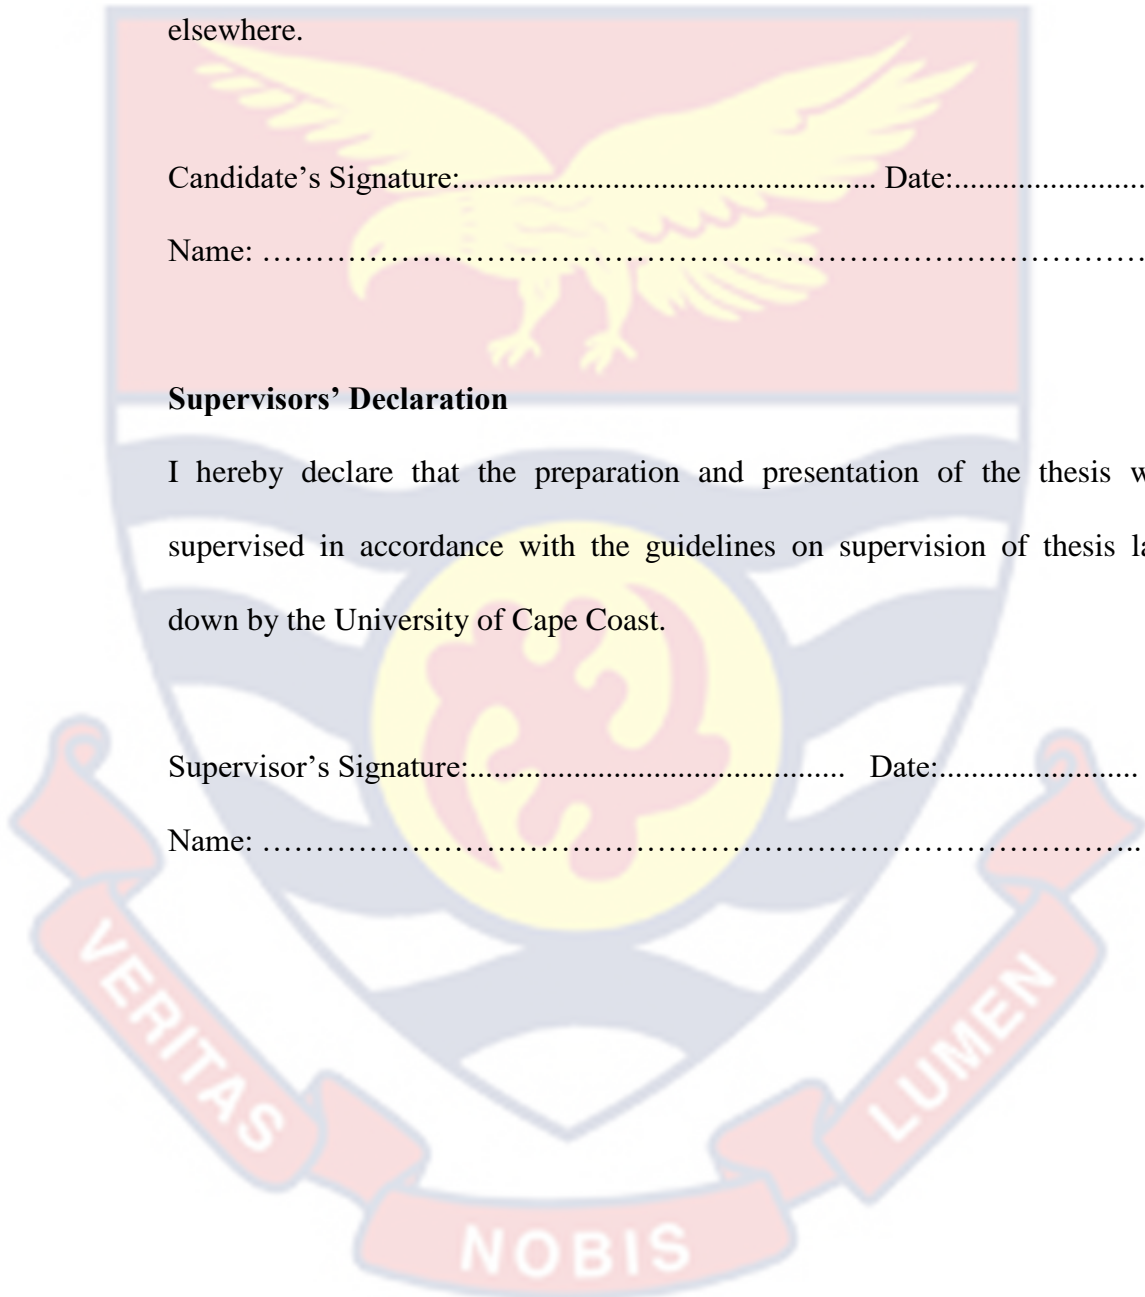 elsewhere.
Candidate’s Signature:.................................................... Date:........................
Name: ……………………………………………………………………….
Supervisors’ Declaration
I hereby declare that the preparation and presentation of the thesis w
supervised in accordance with the guidelines on supervision of thesis la
down by the University of Cape Coast.
Supervisor’s Signature:............................................... Date:.........................
Name: ………………………………………………………………………..
VERITAS
NOBIS
LUMEN